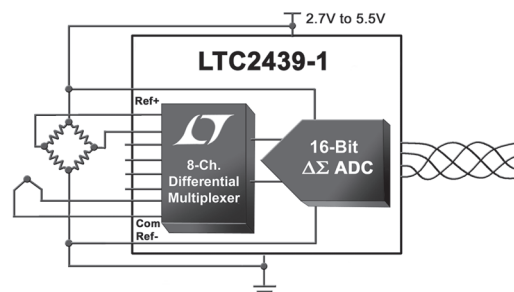 2.7V to 5.5V
LTC2439-1
Ref+
8-Ch.
Differential
Multiplexer
16-Bit
ΔΣ ADC
Com
Ref-